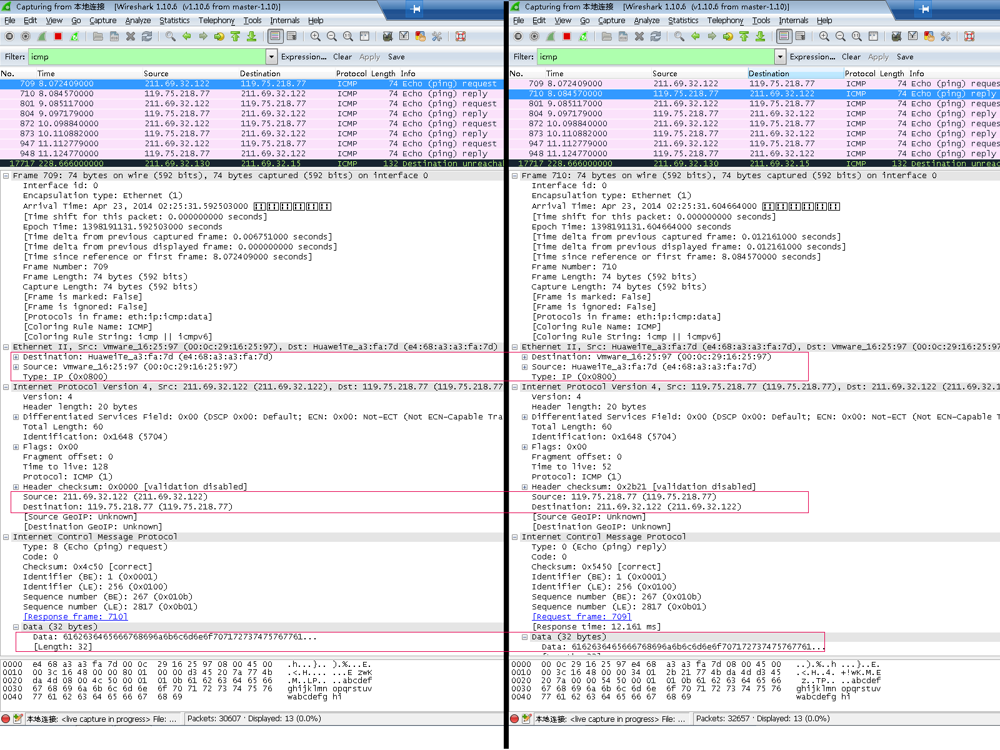 Capturing from 本地连接   [Wireshark 1.10.6  (v1.10.6 from master-1.10)]
File Edit View Go Capture Analyze Statistics Telephony Tools Internals Help
Filter: icmp Expression... Clear Apply Save
No. Time Source Destination Protocol Length Info
709 8.072409000 211.69.32.122 119.75.218.77 ICMP 74 Echo (ping) request
710 8.084570000 119.75.218.77 211.69.32.122 ICMP 74 Echo (ping) reply
801 9.085117000 211.69.32.122 119.75.218.77 ICMP 74 Echo (ping) request
804 9.097179000 119.75.218.77 211.69.32.122 ICMP 74 Echo (ping) reply
872 10.098840000 211.69.32.122 119.75.218.77 ICMP 74 Echo (ping) request
873 10.110882000 119.75.218.77 211.69.32.122 ICMP 74 Echo (ping) reply
947 11.112779000 211.69.32.122 119.75.218.77 ICMP 74 Echo (ping) request
948 11.124770000 119.75.218.77 211.69.32.122 ICMP 74 Echo (ping) reply
17717 228.666000000 211.69.32.130 211.69.32.15 ICMP 132 Destination unreachal
Frame 709: 74 bytes on wire (592 bits), 74 bytes captured (592 bits) on interface 0
Interface id: 0
Encapsulation type: Ethernet (1)
Arrival Time: Apr 23, 2014 02:25:31.592503000
[Time shift for this packet: 0.000000000 seconds]
Epoch Time: 1398191131.592503000 seconds
[Time delta from previous captured frame: 0.006751000 seconds]
[Time delta from previous displayed frame: 0.000000000 seconds]
[Time since reference or first frame: 8.072409000 seconds]
Frame Number: 709
Frame Length: 74 bytes (592 bits)
Capture Length: 74 bytes (592 bits)
[Frame is marked: False]
[Frame is ignored: False]
[Protocols in frame: eth:ip:icmp:data]
[Coloring Rule Name: ICMP]
[Coloring Rule String: icmp || icmpv6]
Ethernet II, Src: Vmware_16:25:97 (00:0c:29:16:25:97), Dst: HuaweiTe_a3:fa:7d (e4:68:a3:a3:fa:7d)
Destination: HuaweiTe_a3:fa:7d (e4:68:a3:a3:fa:7d)
Source: Vmware_16:25:97 (00:0c:29:16:25:97)
Type: IP (0x0800)
Internet Protocol Version 4, Src: 211.69.32.122 (211.69.32.122), Dst: 119.75.218.77 (119.75.218.77
Version: 4
Header length: 20 bytes
Differentiated Services Field: 0x00 (DSCP 0x00: Default; ECN: 0x00: Not-ECT (Not ECN-Capable Tra
Total Length: 60
Identification: 0x1648 (5704)
Flags: 0x00
Fragment offset: 0
Time to live: 128
Protocol: ICMP (1)
Header checksum: 0x0000 [validation disabled]
Source: 211.69.32.122 (211.69.32.122)
Destination: 119.75.218.77 (119.75.218.77)
[Source GeoIP: Unknown]
[Destination GeoIP: Unknown]
Internet Control Message Protocol
Type: 8 (Echo (ping) request)
Code: 0
Checksum: 0x4c50 [correct]
Identifier (BE): 1 (0x0001)
Identifier (LE): 256 (0x0100)
Sequence number (BE): 267 (0x010b)
Sequence number (LE): 2817 (0x0b01)
[Response frame: 710]
Data (32 bytes)
Data: 6162636465666768696a6b6c6d6e6f707172737475767761...
[Length: 32]
0000  e4 68 a3 a3 fa 7d 00 0c  29 16 25 97 08 00 45 00   .h...}.. ).%...E.
0010  00 3c 16 48 00 00 80 01  00 00 d3 45 20 7a 77 4b   .<.H.... ...E zwK
0020  da 4d 08 00 4c 50 00 01  01 0b 61 62 63 64 65 66   .M..LP.. ..abcdef
0030  67 68 69 6a 6b 6c 6d 6e  6f 70 71 72 73 74 75 76   ghijklmn opqrstuv
0040  77 61 62 63 64 65 66 67  68 69   wabcdefg hi
本地连接: <live capture in progress> File: ... Packets: 30607 · Displayed: 13 (0.0%)
Capturing from 本地连接   [Wireshark 1.10.6  (v1.10.6 from master-1.10)]
File Edit View Go Capture Analyze Statistics Telephony Tools Internals Help
Filter: icmp Expression... Clear Apply Save
No. Time Source Destination Protocol Length Info
709 8.072409000 211.69.32.122 119.75.218.77 ICMP 74 Echo (ping) reques
710 8.084570000 119.75.218.77 211.69.32.122 ICMP 74 Echo (ping) reply
801 9.085117000 211.69.32.122 119.75.218.77 ICMP 74 Echo (ping) reques
804 9.097179000 119.75.218.77 211.69.32.122 ICMP 74 Echo (ping) reply
872 10.098840000 211.69.32.122 119.75.218.77 ICMP 74 Echo (ping) reques
873 10.110882000 119.75.218.77 211.69.32.122 ICMP 74 Echo (ping) reply
947 11.112779000 211.69.32.122 119.75.218.77 ICMP 74 Echo (ping) reques
948 11.124770000 119.75.218.77 211.69.32.122 ICMP 74 Echo (ping) reply
17717 228.666000000 211.69.32.130 211.69.32.15 ICMP 132 Destination unreac
Frame 710: 74 bytes on wire (592 bits), 74 bytes captured (592 bits) on interface 0
Interface id: 0
Encapsulation type: Ethernet (1)
Arrival Time: Apr 23, 2014 02:25:31.604664000
[Time shift for this packet: 0.000000000 seconds]
Epoch Time: 1398191131.604664000 seconds
[Time delta from previous captured frame: 0.012161000 seconds]
[Time delta from previous displayed frame: 0.012161000 seconds]
[Time since reference or first frame: 8.084570000 seconds]
Frame Number: 710
Frame Length: 74 bytes (592 bits)
Capture Length: 74 bytes (592 bits)
[Frame is marked: False]
[Frame is ignored: False]
[Protocols in frame: eth:ip:icmp:data]
[Coloring Rule Name: ICMP]
[Coloring Rule String: icmp || icmpv6]
Ethernet II, Src: HuaweiTe_a3:fa:7d (e4:68:a3:a3:fa:7d), Dst: Vmware_16:25:97 (00:0c:29:16:25:97
Destination: Vmware_16:25:97 (00:0c:29:16:25:97)
Source: HuaweiTe_a3:fa:7d (e4:68:a3:a3:fa:7d)
Type: IP (0x0800)
Internet Protocol Version 4, Src: 119.75.218.77 (119.75.218.77), Dst: 211.69.32.122 (211.69.32.1
Version: 4
Header length: 20 bytes
Differentiated Services Field: 0x00 (DSCP 0x00: Default; ECN: 0x00: Not-ECT (Not ECN-Capable T
Total Length: 60
Identification: 0x1648 (5704)
Flags: 0x00
Fragment offset: 0
Time to live: 52
Protocol: ICMP (1)
Header checksum: 0x2b21 [validation disabled]
Source: 119.75.218.77 (119.75.218.77)
Destination: 211.69.32.122 (211.69.32.122)
[Source GeoIP: Unknown]
[Destination GeoIP: Unknown]
Internet Control Message Protocol
Type: 0 (Echo (ping) reply)
Code: 0
Checksum: 0x5450 [correct]
Identifier (BE): 1 (0x0001)
Identifier (LE): 256 (0x0100)
Sequence number (BE): 267 (0x010b)
Sequence number (LE): 2817 (0x0b01)
[Request frame: 709]
[Response time: 12.161 ms]
Data (32 bytes)
Data: 6162636465666768696a6b6c6d6e6f707172737475767761...
0000  00 0c 29 16 25 97 e4 68  a3 a3 fa 7d 08 00 45 00   ..).%..h ...}..E.
0010  00 3c 16 48 00 00 34 01  2b 21 77 4b da 4d d3 45   .<.H..4. +!wK.M.E
0020  20 7a 00 00 54 50 00 01  01 0b 61 62 63 64 65 66   .z..TP.. ..abcdef
0030  67 68 69 6a 6b 6c 6d 6e  6f 70 71 72 73 74 75 76   ghijklmn opqrstuv
0040  77 61 62 63 64 65 66 67  68 69   wabcdefg hi
本地连接: <live capture in progress> File: ... Packets: 32657 · Displayed: 13 (0.0%)